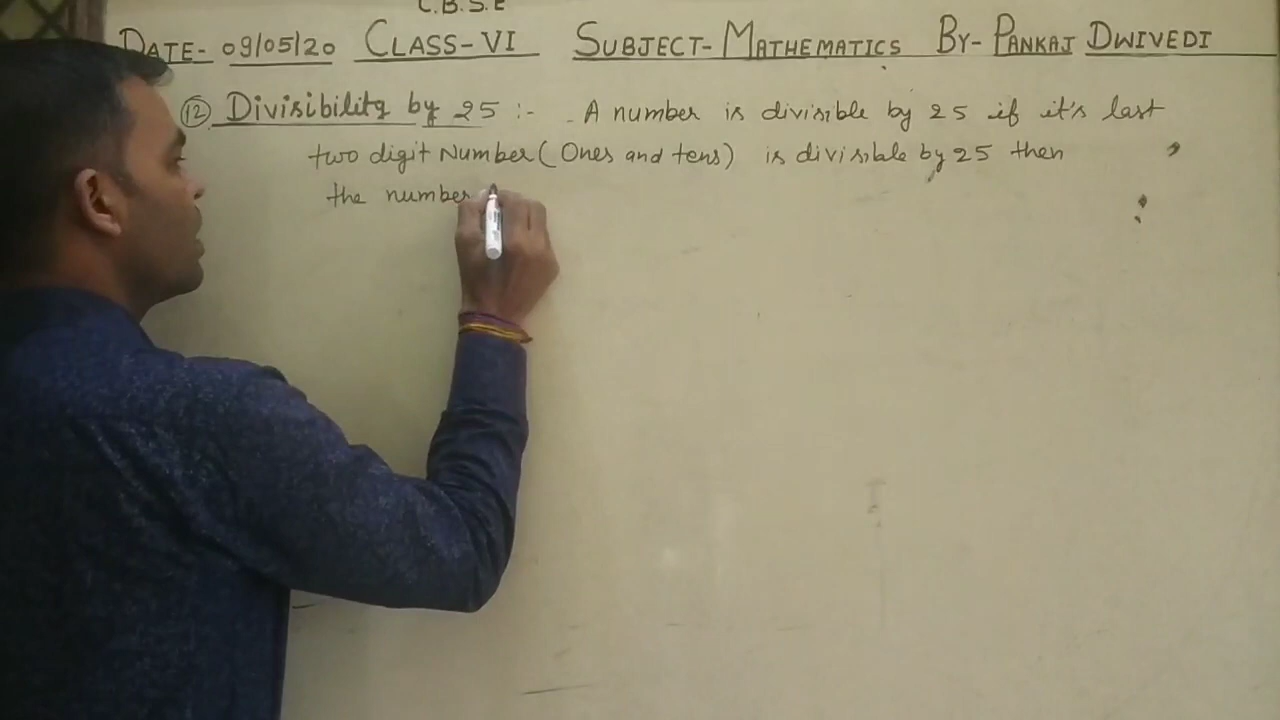 C.B.S.E
DATE- 09/05/20 CLASS-VI SUBJECT- MATHEMATICS BY- PANKAJ DWIVEDI
(12) Divisibility by 25 :- A number is divisible by 25 if it's last
two digit Number (Ones and tens) is divisible by 25 then
the number